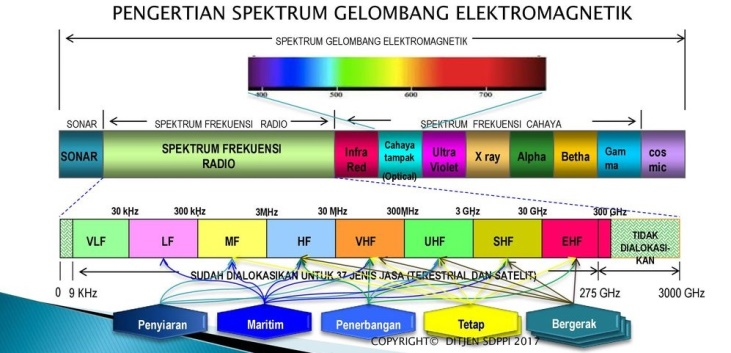 PENGERTIAN SPEKTRUM GELOMBANG ELEKTROMAGNETIK
SPEKTRUM GELOMBANG ELEKTROMAGNETIK
400 500 600 700
SONAR SPEKTRUM FREKUENSI RADIO SPEKTRUM FREKUENSI CAHAYA
SONAR
SPEKTRUM FREKUENSI
RADIO
Infra
Red
Cahaya
tampak
(Optical)
Ultra
Violet
X ray
Alpha
Betha
Gam
ma
cos
mic
30 kHz 300 kHz 3MHz 30 MHz 300MHz 3 GHz 30 GHz 300 GHz
VLF LF MF HF VHF UHF SHF EHF
TIDAK
DIALOKASI-
KAN
SUDAH DIALOKASIKAN UNTUK 37 JENIS JASA (TERESTRIAL DAN SATELIT)
0 9 KHz 275 GHz 3000 GHz
Penyiaran Maritim Penerbangan Tetap Bergerak
COPYRIGHT© DITJEN SDPPI 2017